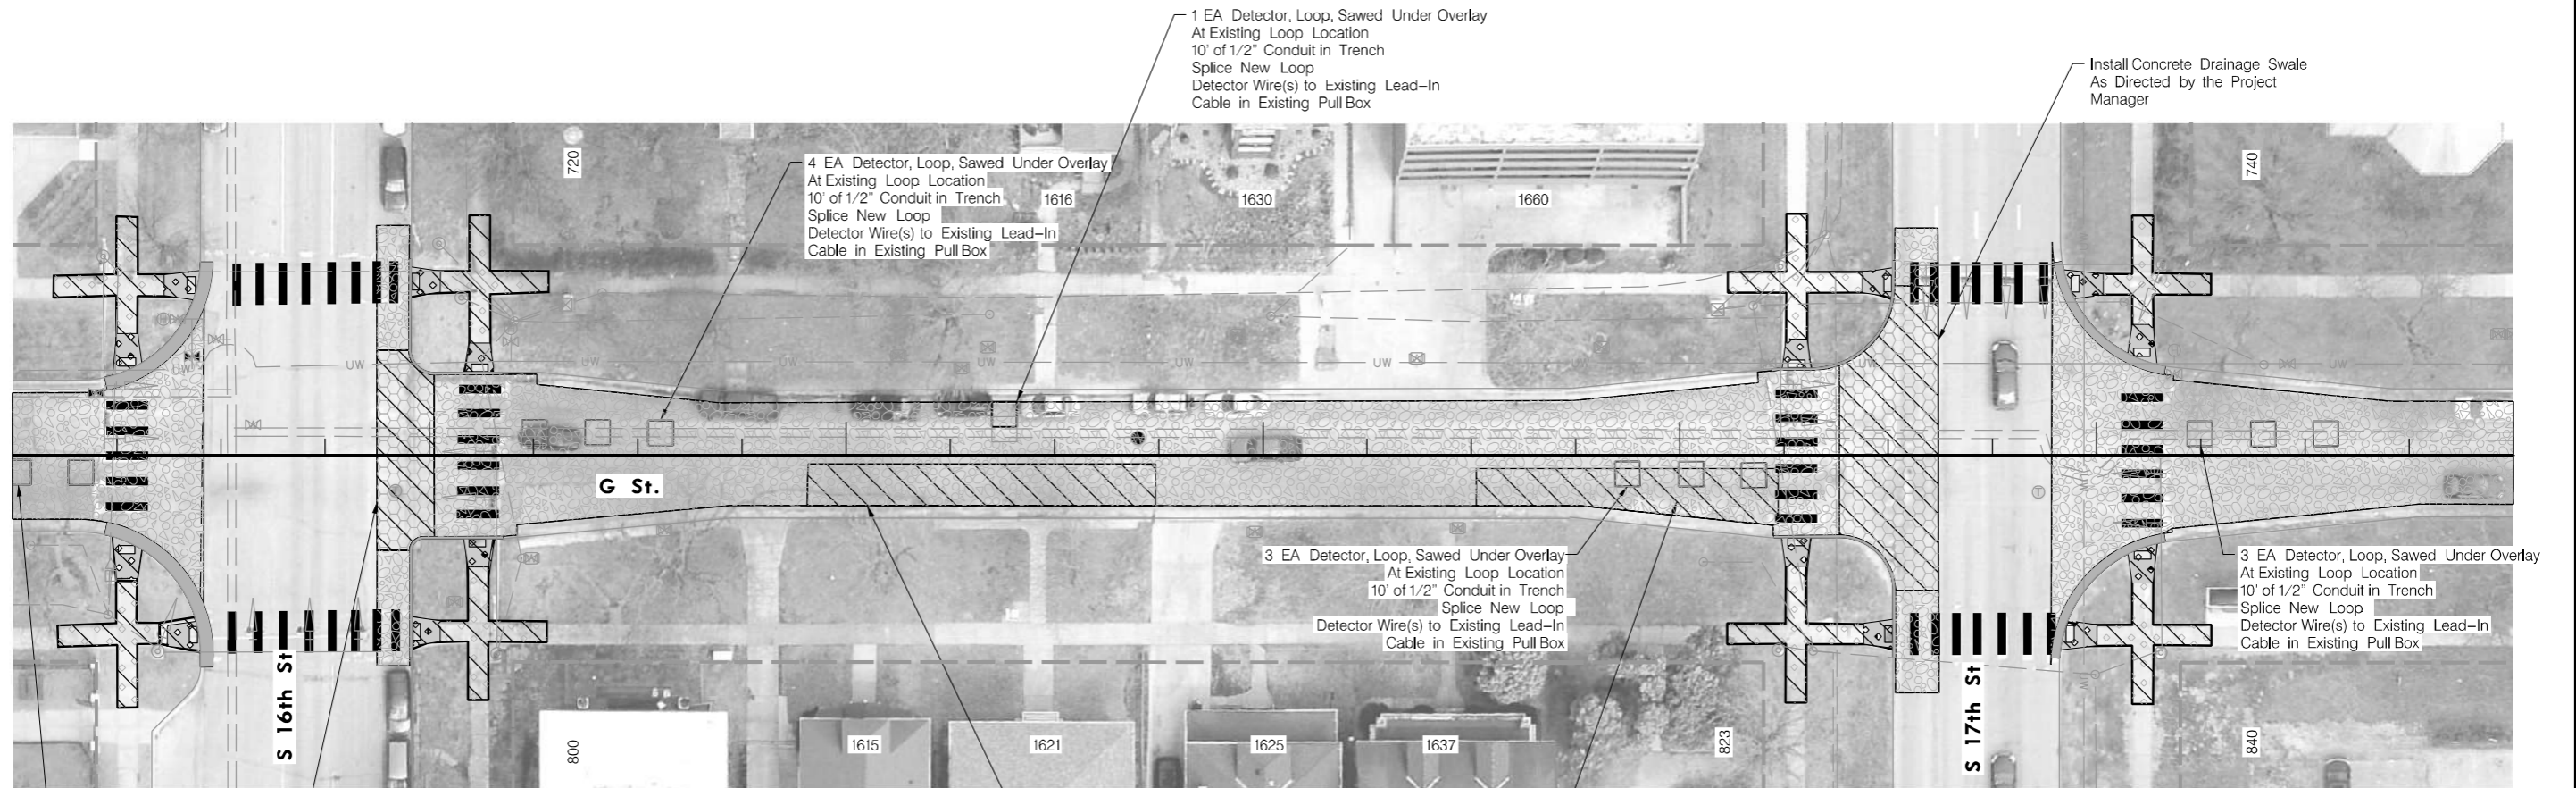 1 EA Detector, Loop, Sawed Under Overlay
At Existing Loop Location
10' of 1/2" Conduit in Trench
Splice New Loop
Detector Wire(s) to Existing Lead-In
Cable in Existing Pull Box
Install Concrete Drainage Swale
As Directed by the Project
Manager
4 EA Detector, Loop, Sawed Under Overlay
At Existing Loop Location
10' of 1/2" Conduit in Trench
Splice New Loop
Detector Wire(s) to Existing Lead-In
Cable in Existing Pull Box
720
1616
1630
1660
740
UW
UW
UW
UW
UW
UW
UW
UW
UW
G St.
T
UW
3 EA Detector, Loop, Sawed Under Overlay
At Existing Loop Location
10' of 1/2" Conduit in Trench
Splice New Loop
Detector Wire(s) to Existing Lead-In
Cable in Existing Pull Box
3 EA Detector, Loop, Sawed Under Overlay
At Existing Loop Location
10' of 1/2" Conduit in Trench
Splice New Loop
Detector Wire(s) to Existing Lead-In
Cable in Existing Pull Box
UW
S 16th St
S 17th St
800
1615
1621
1625
1637
823
840